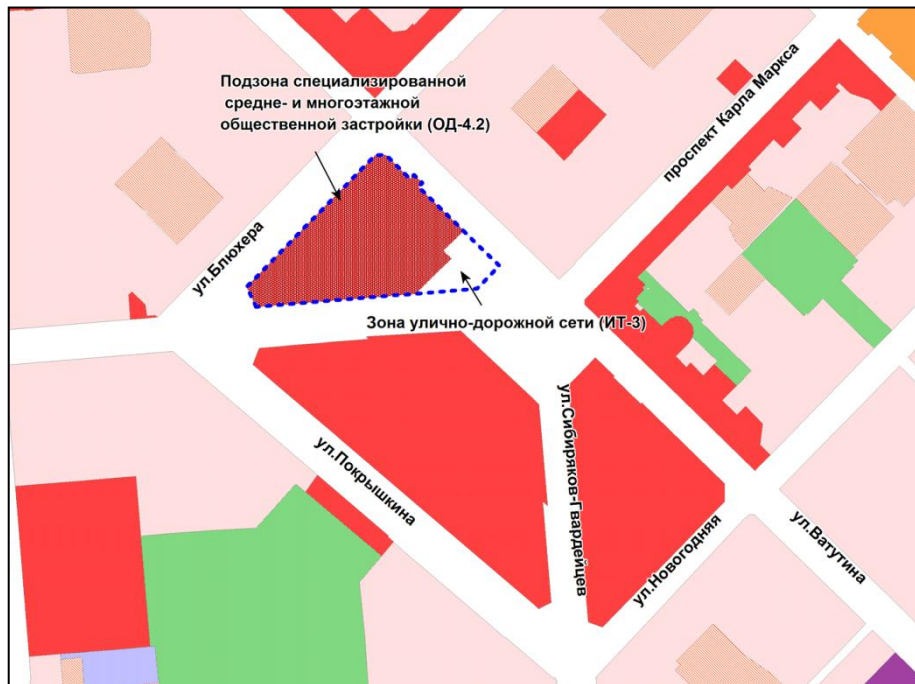 Подзона специализированной
средне- и многоэтажной
общественной застройки (ОД-4.2)
проспект Карла Маркса
ул.Блюхера
Зона улично-дорожной сети (ИТ-3)
ул.Покрышкина
ул.Сибиряков-Гвардейцев
ул.Новогодняя
ул.Ватутина